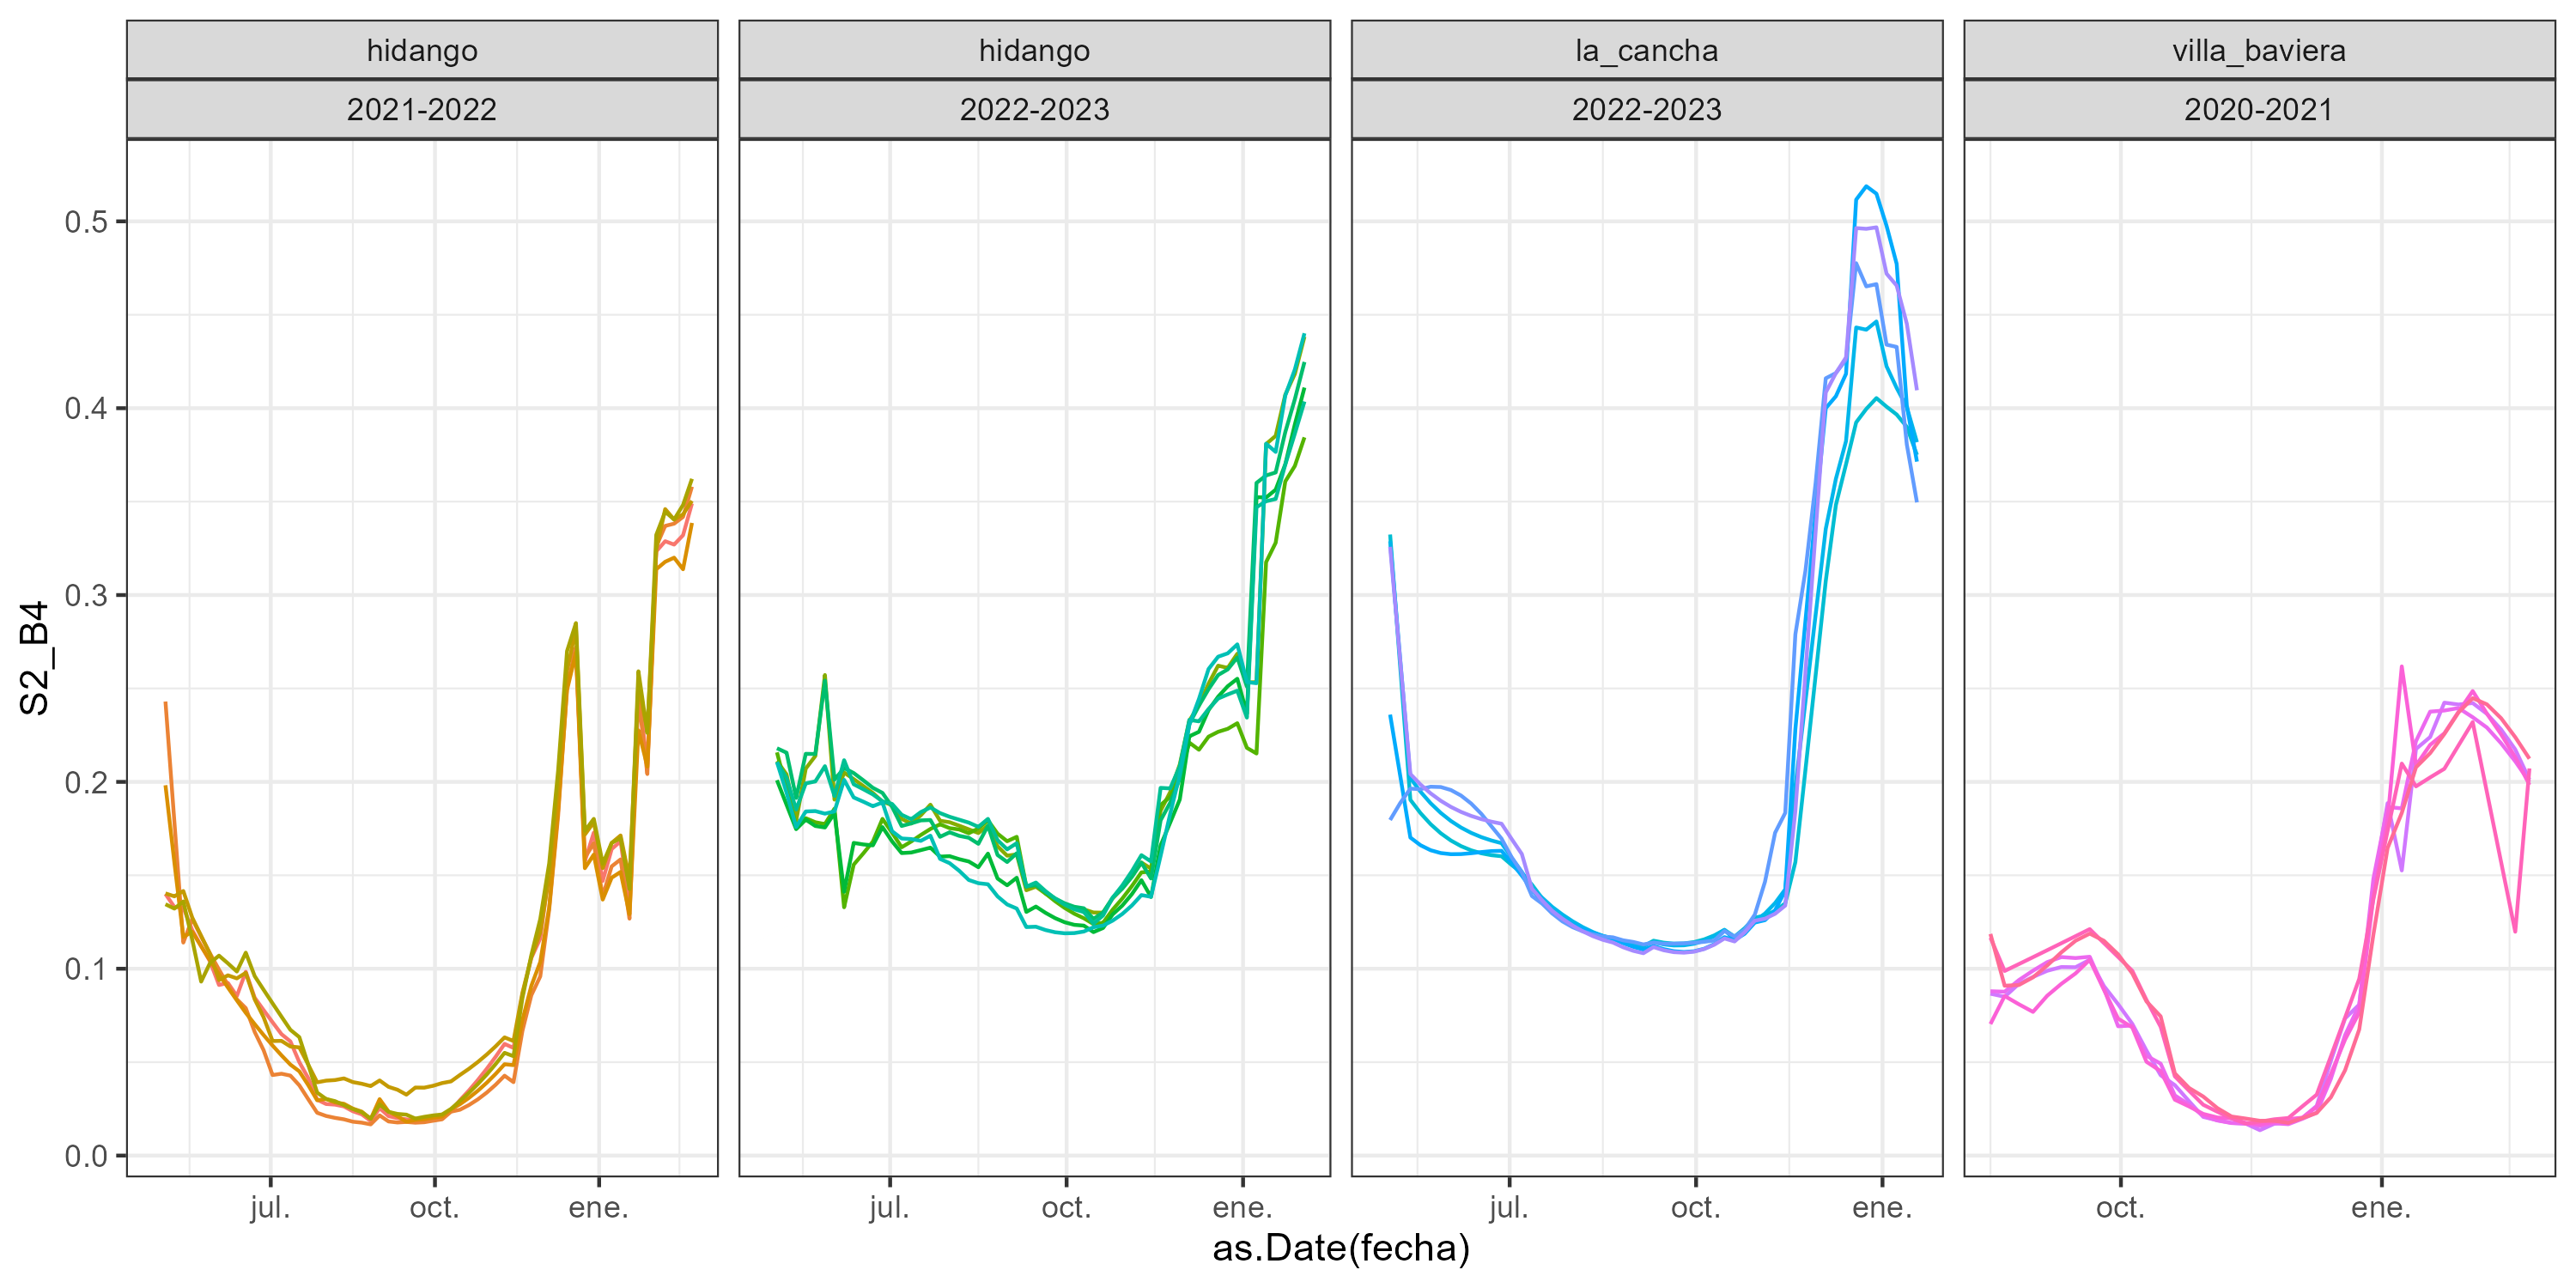 hidango hidango la_cancha villa_baviera
2021-2022 2022-2023 2022-2023 2020-2021
S2_B4
0.5
0.4
0.3
0.2
0.1
0.0
jul. oct. ene. jul. oct. ene. jul. oct. ene. oct. ene.
as.Date(fecha)